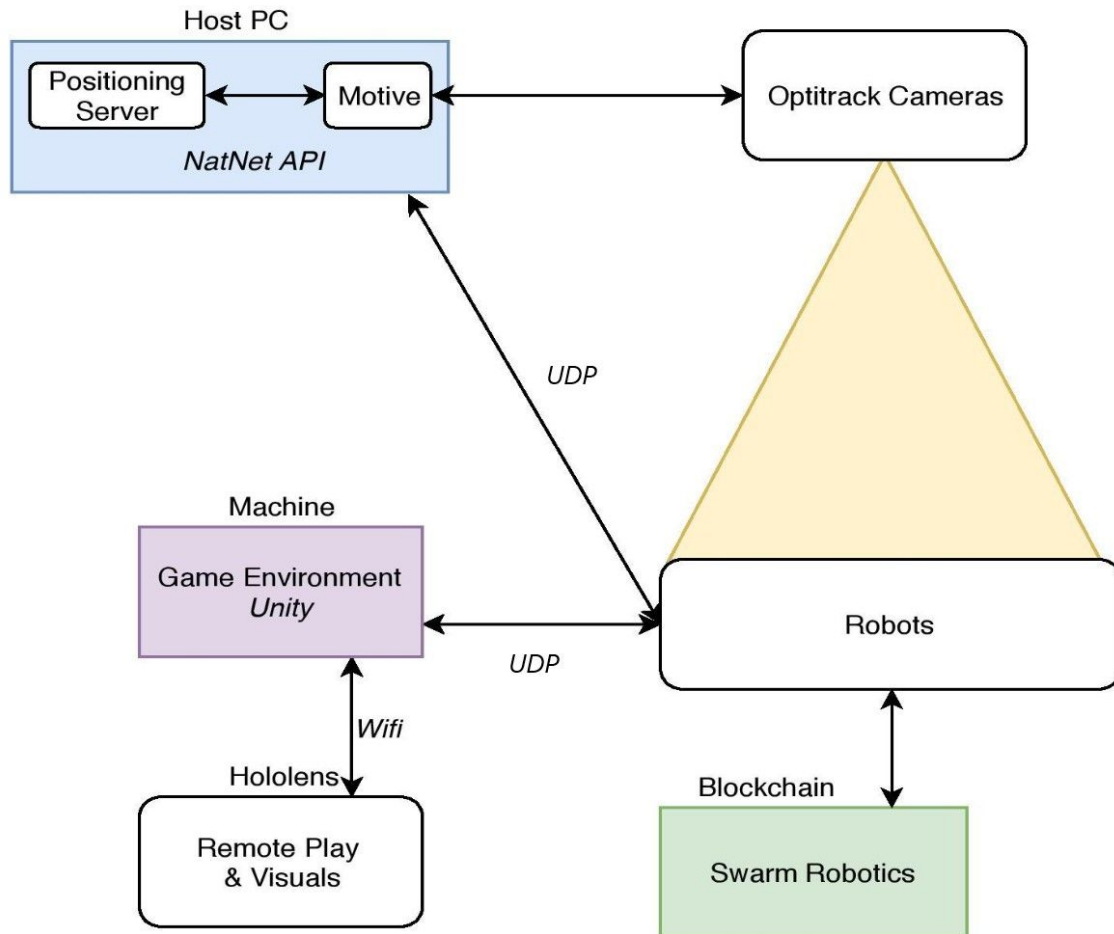 Host PC
Positioning
Server
Motive
NatNet API
Optitrack Cameras
UDP
Machine
Game Environment
Unity
UDP
Robots
Wifi
Hololens
Remote Play
& Visuals
Blockchain
Swarm Robotics